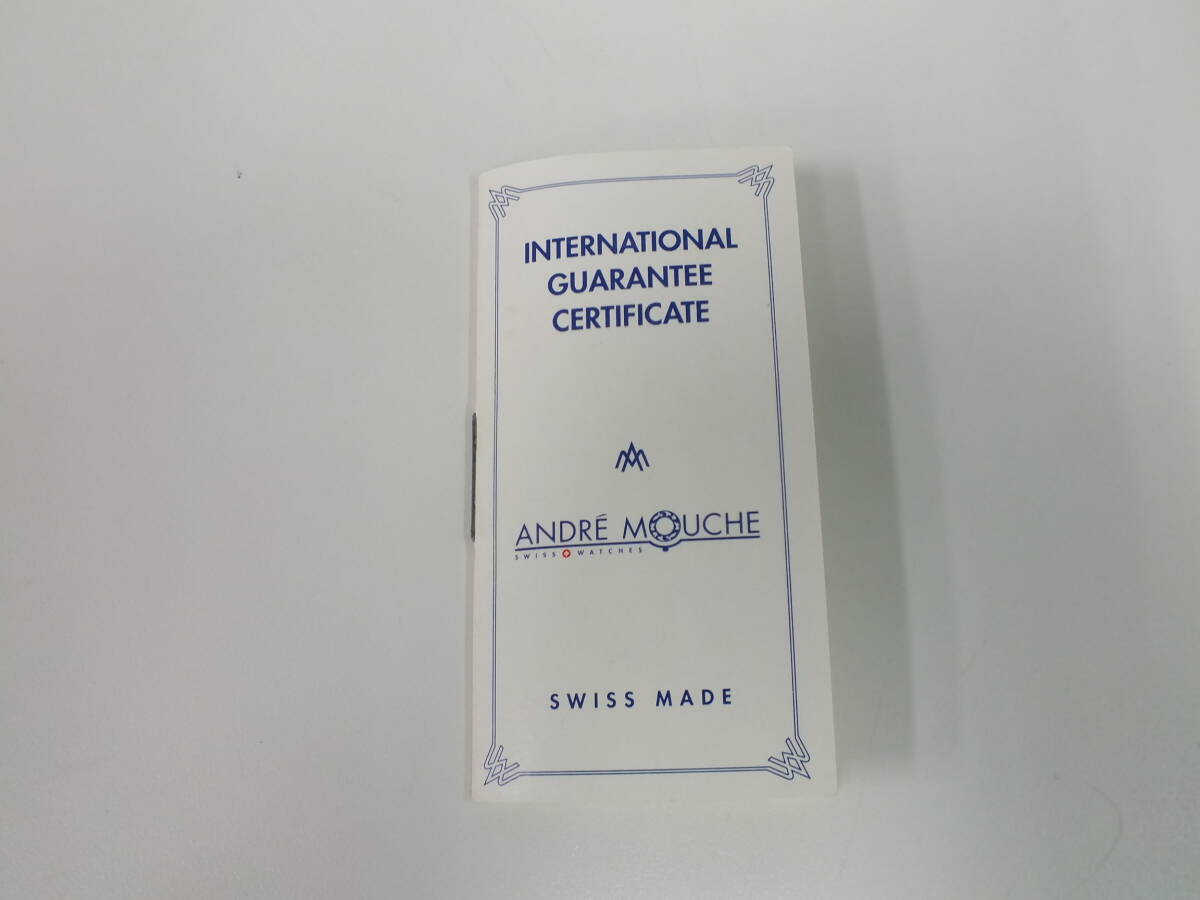 INTERNATIONAL
GUARANTEE
CERTIFICATE
ANDRÉ MOUCHE
SWISS WATCHES
SWISS MADE